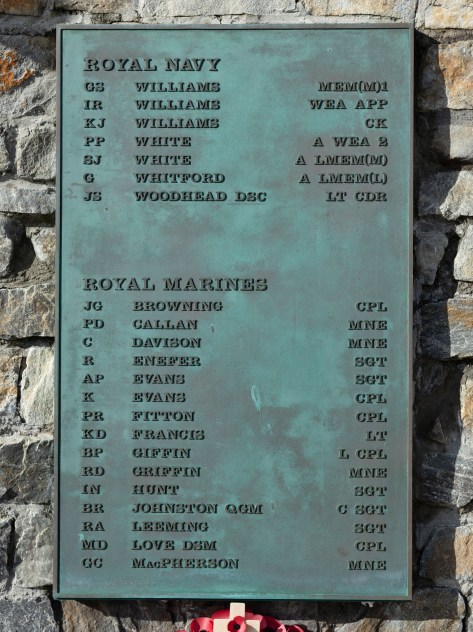 ROYAL NAVY
GS WILLIAMS MEM(M)1
IR WILLIAMS WEA APP
KJ WILLIAMS CK
PP WHITE A WEA 2
SJ WHITE A LMEM(M)
G WHITFORD A LMEM(L)
JS WOODHEAD DSC LT CDR
ROYAL MARINES
JG BROWNING CPL
PD CALLAN MNE
C DAVISON MNE
R ENEFER SGT
AP EVANS SGT
K EVANS CPL
PR FITTON CPL
KD FRANCIS LT
BP GIFFIN L CPL
RD GRIFFIN MNE
IN HUNT SGT
BR JOHNSTON QGM C SGT
RA LEEMING SGT
MD LOVE DSM CPL
GC MacPHERSON MNE